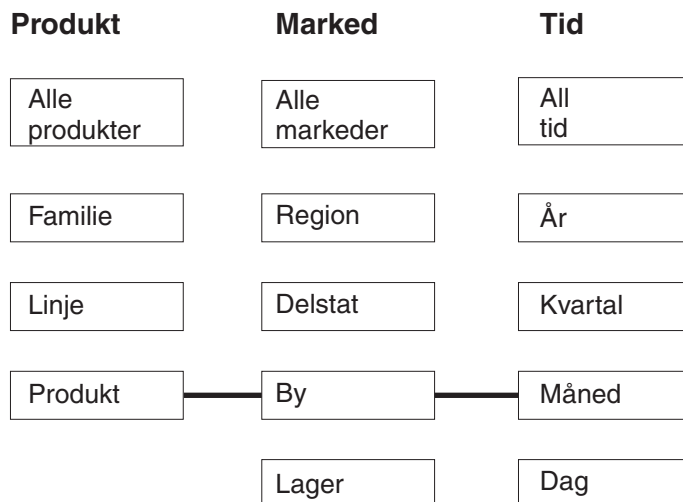 Produkt Marked Tid
Alle
produkter
Alle
markeder
All
tid
Familie Region År
Linje Delstat Kvartal
Produkt By Måned
Lager Dag